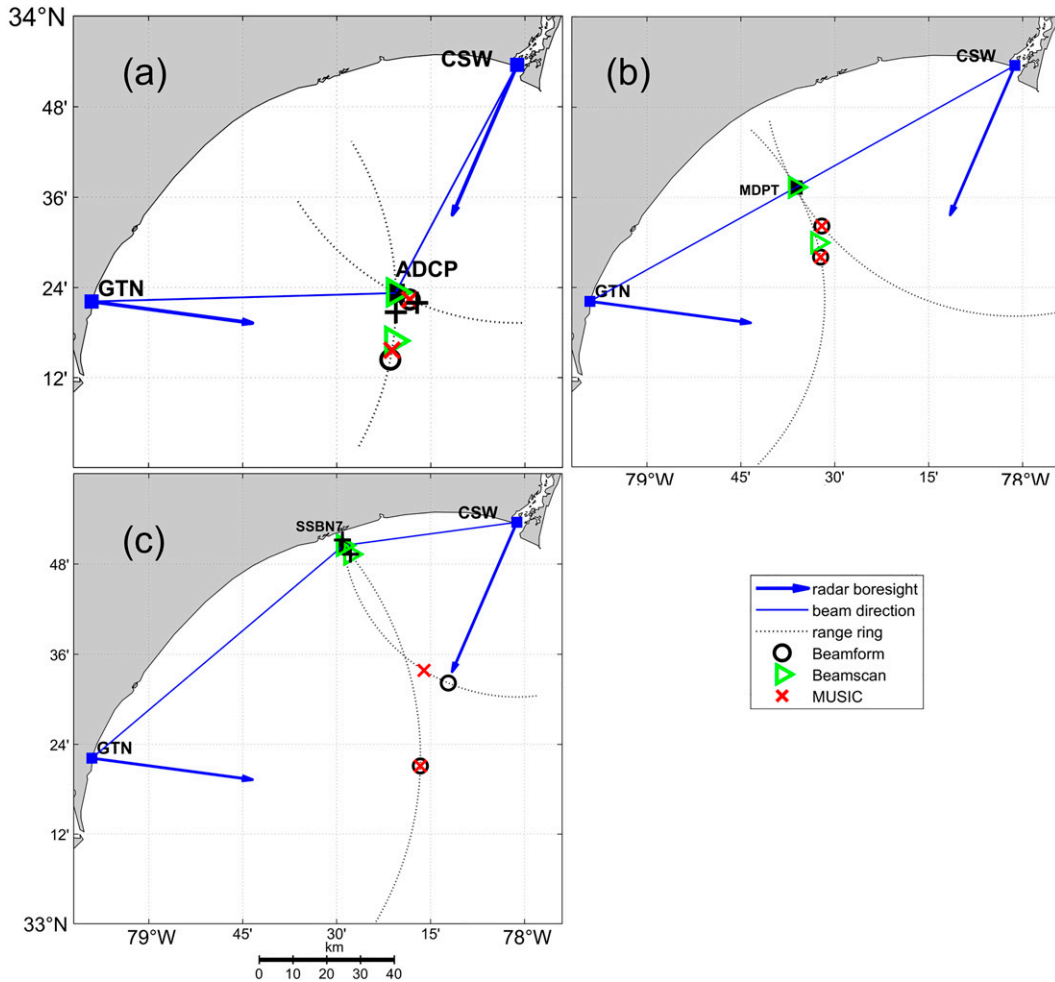 34°N
(a)
CSW
48'
36'
ADCP
24'
GTN
12'
(b)
CSW
MDPT
GTN
79°W
45'
30'
15'
78°W
(c)
SSBN7
CSW
48'
36'
24'
GTN
12'
33°N
79°W
45'
30'
15'
78°W
km
0 10 20 30 40
radar boresight
beam direction
range ring
Beamform
Beamscan
MUSIC